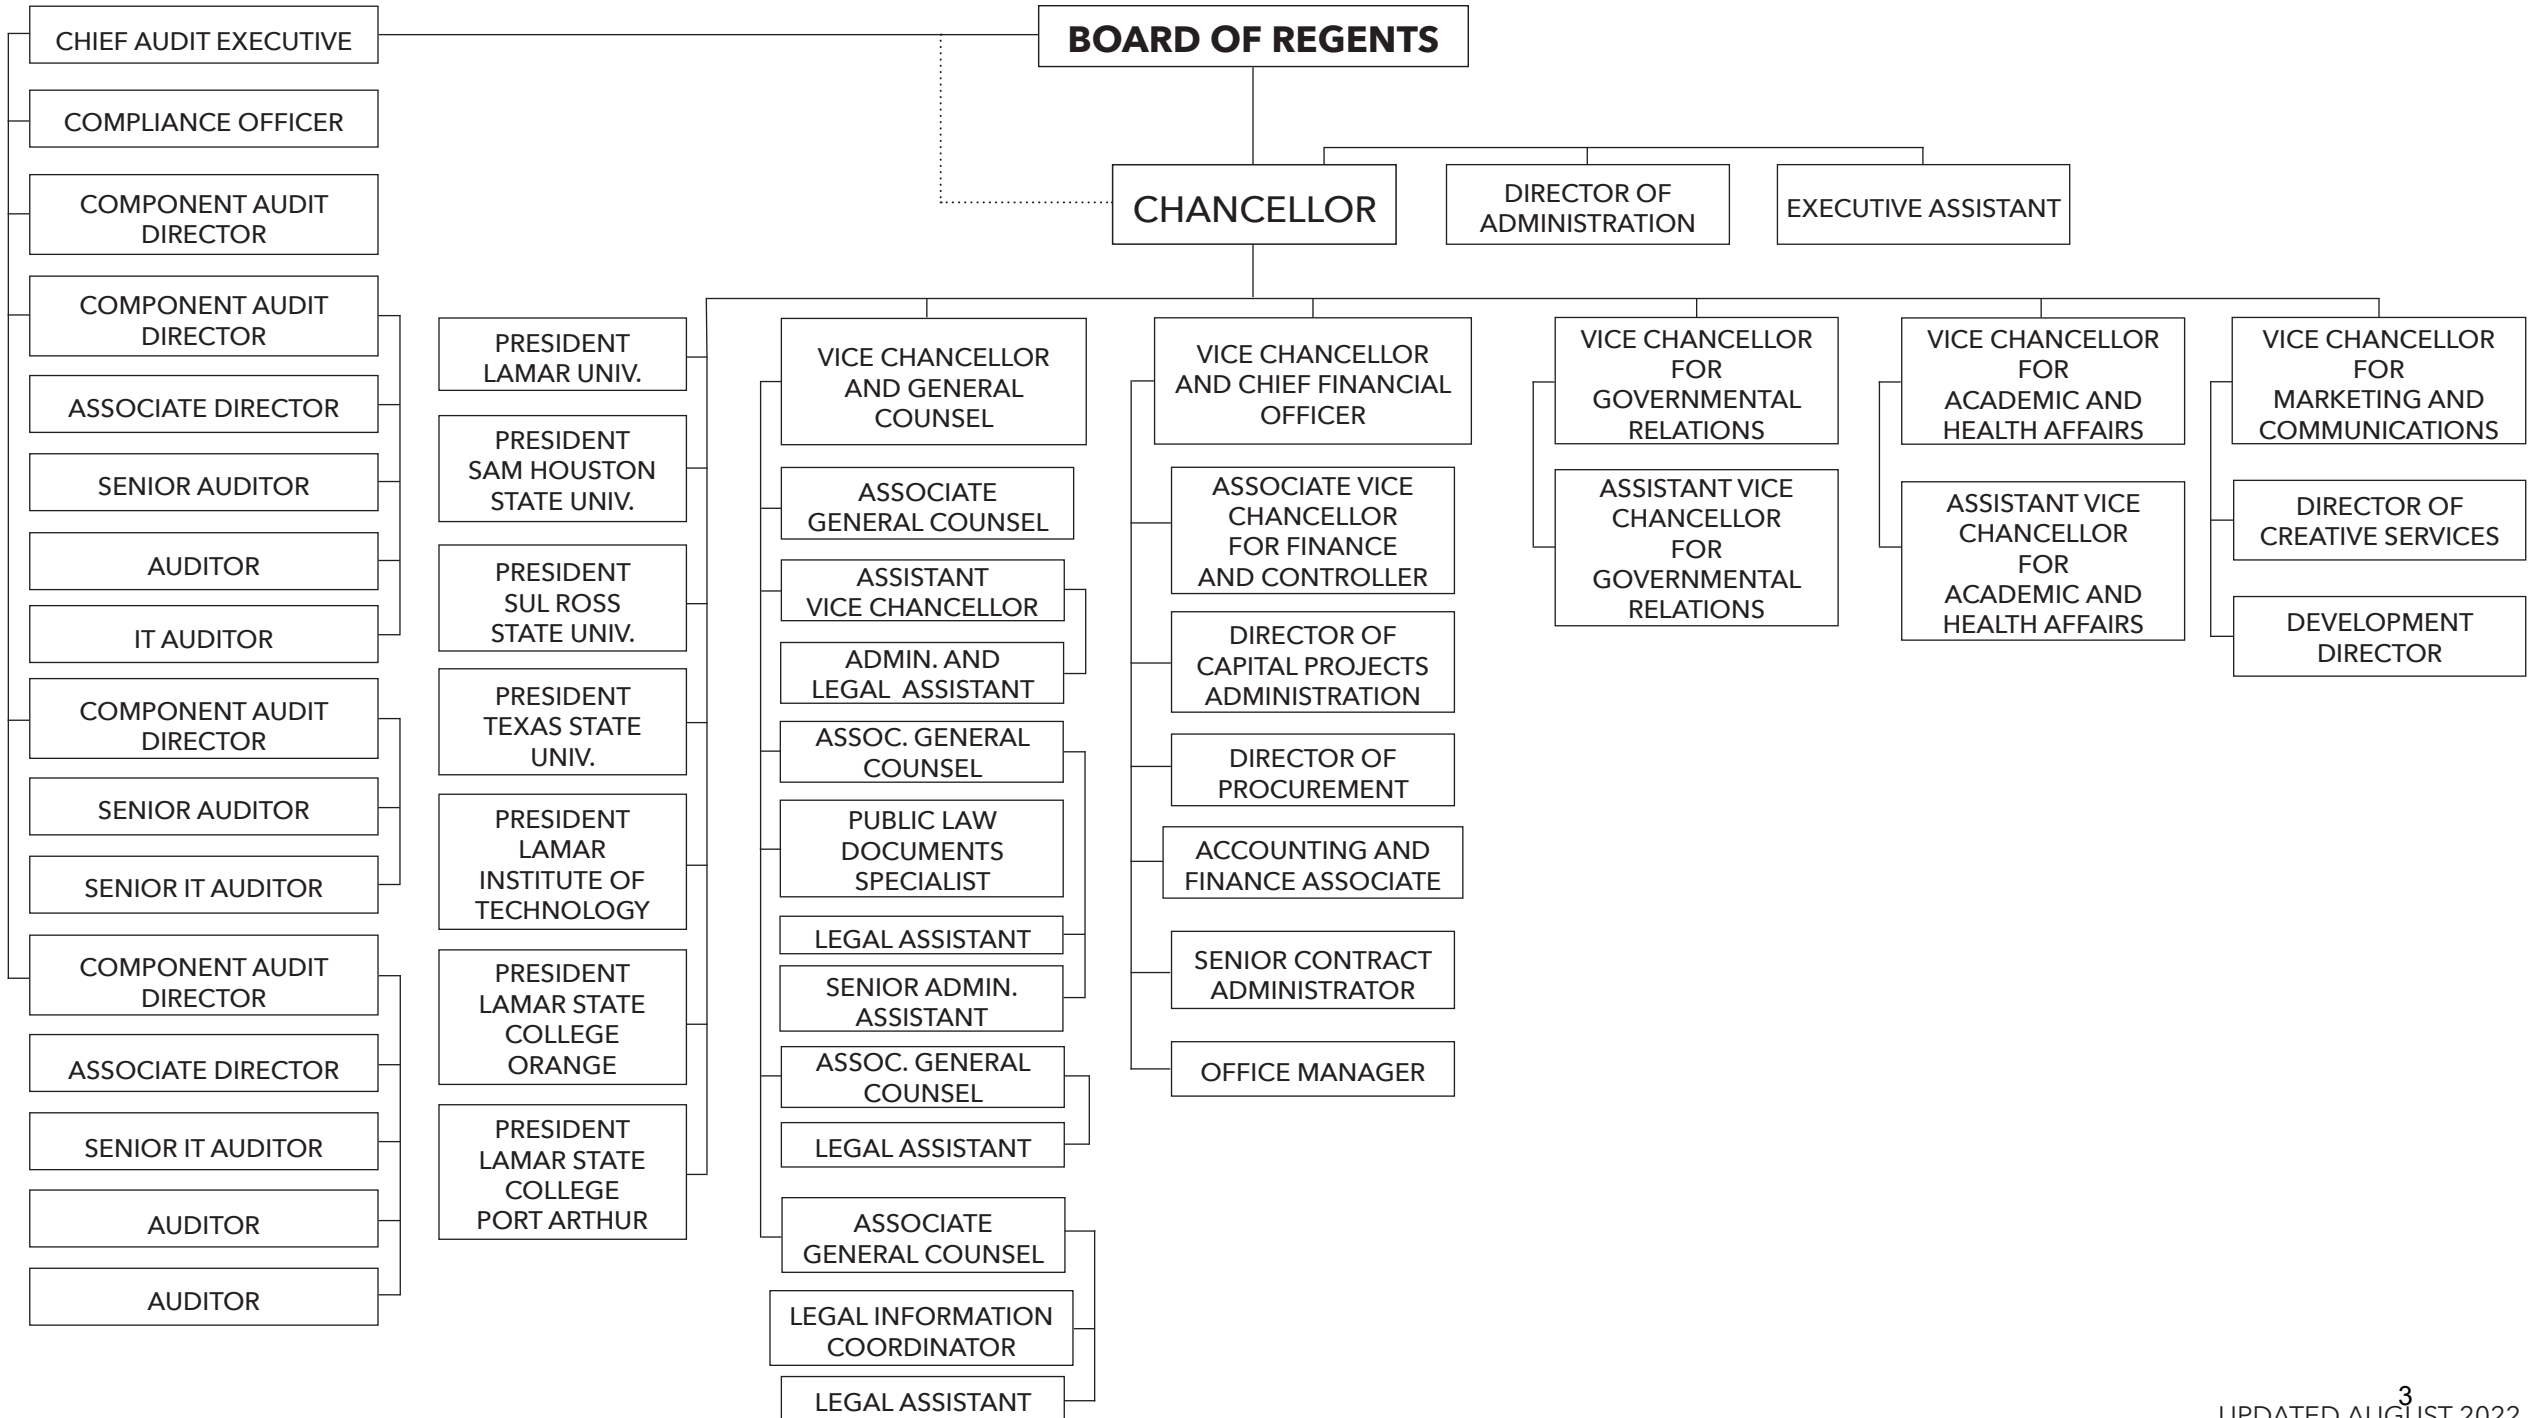 CHIEF AUDIT EXECUTIVE
BOARD OF REGENTS
COMPLIANCE OFFICER
CHANCELLOR
DIRECTOR OF
ADMINISTRATION
EXECUTIVE ASSISTANT
COMPONENT AUDIT
DIRECTOR
COMPONENT AUDIT
DIRECTOR
ASSOCIATE DIRECTOR
SENIOR AUDITOR
AUDITOR
IT AUDITOR
COMPONENT AUDIT
DIRECTOR
SENIOR AUDITOR
SENIOR IT AUDITOR
COMPONENT AUDIT
DIRECTOR
ASSOCIATE DIRECTOR
SENIOR IT AUDITOR
AUDITOR
AUDITOR
PRESIDENT
LAMAR UNIV.
PRESIDENT
SAM HOUSTON
STATE UNIV.
PRESIDENT
SUL ROSS
STATE UNIV.
PRESIDENT
TEXAS STATE
UNIV.
PRESIDENT
LAMAR
INSTITUTE OF
TECHNOLOGY
PRESIDENT
LAMAR STATE
COLLEGE
ORANGE
PRESIDENT
LAMAR STATE
COLLEGE
PORT ARTHUR
VICE CHANCELLOR
AND GENERAL
COUNSEL
ASSOCIATE
GENERAL COUNSEL
ASSISTANT
VICE CHANCELLOR
ADMIN. AND
LEGAL ASSISTANT
ASSOC. GENERAL
COUNSEL
PUBLIC LAW
DOCUMENTS
SPECIALIST
LEGAL ASSISTANT
SENIOR ADMIN.
ASSISTANT
ASSOC. GENERAL
COUNSEL
LEGAL ASSISTANT
ASSOCIATE
GENERAL COUNSEL
LEGAL INFORMATION
COORDINATOR
LEGAL ASSISTANT
VICE CHANCELLOR
AND CHIEF FINANCIAL
OFFICER
ASSOCIATE VICE
CHANCELLOR
FOR FINANCE
AND CONTROLLER
DIRECTOR OF
CAPITAL PROJECTS
ADMINISTRATION
DIRECTOR OF
PROCUREMENT
ACCOUNTING AND
FINANCE ASSOCIATE
SENIOR CONTRACT
ADMINISTRATOR
OFFICE MANAGER
VICE CHANCELLOR
FOR
GOVERNMENTAL
RELATIONS
ASSISTANT VICE
CHANCELLOR
FOR
GOVERNMENTAL
RELATIONS
VICE CHANCELLOR
FOR
ACADEMIC AND
HEALTH AFFAIRS
ASSISTANT VICE
CHANCELLOR
FOR
ACADEMIC AND
HEALTH AFFAIRS
VICE CHANCELLOR
FOR
MARKETING AND
COMMUNICATIONS
DIRECTOR OF
CREATIVE SERVICES
DEVELOPMENT
DIRECTOR
3
UPDATED AUGUST 2022